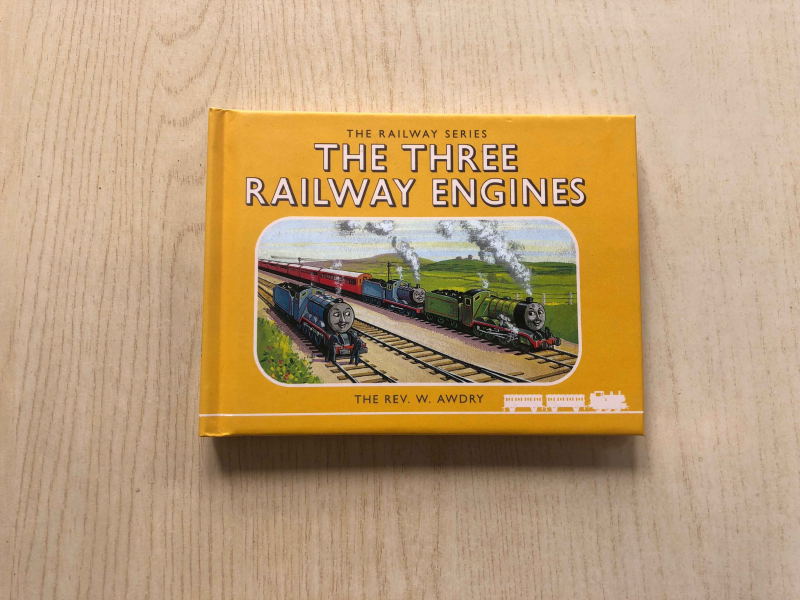 THE RAILWAY SERIES
THE THREE
RAILWAY ENGINES
THE REV. W. AWDRY